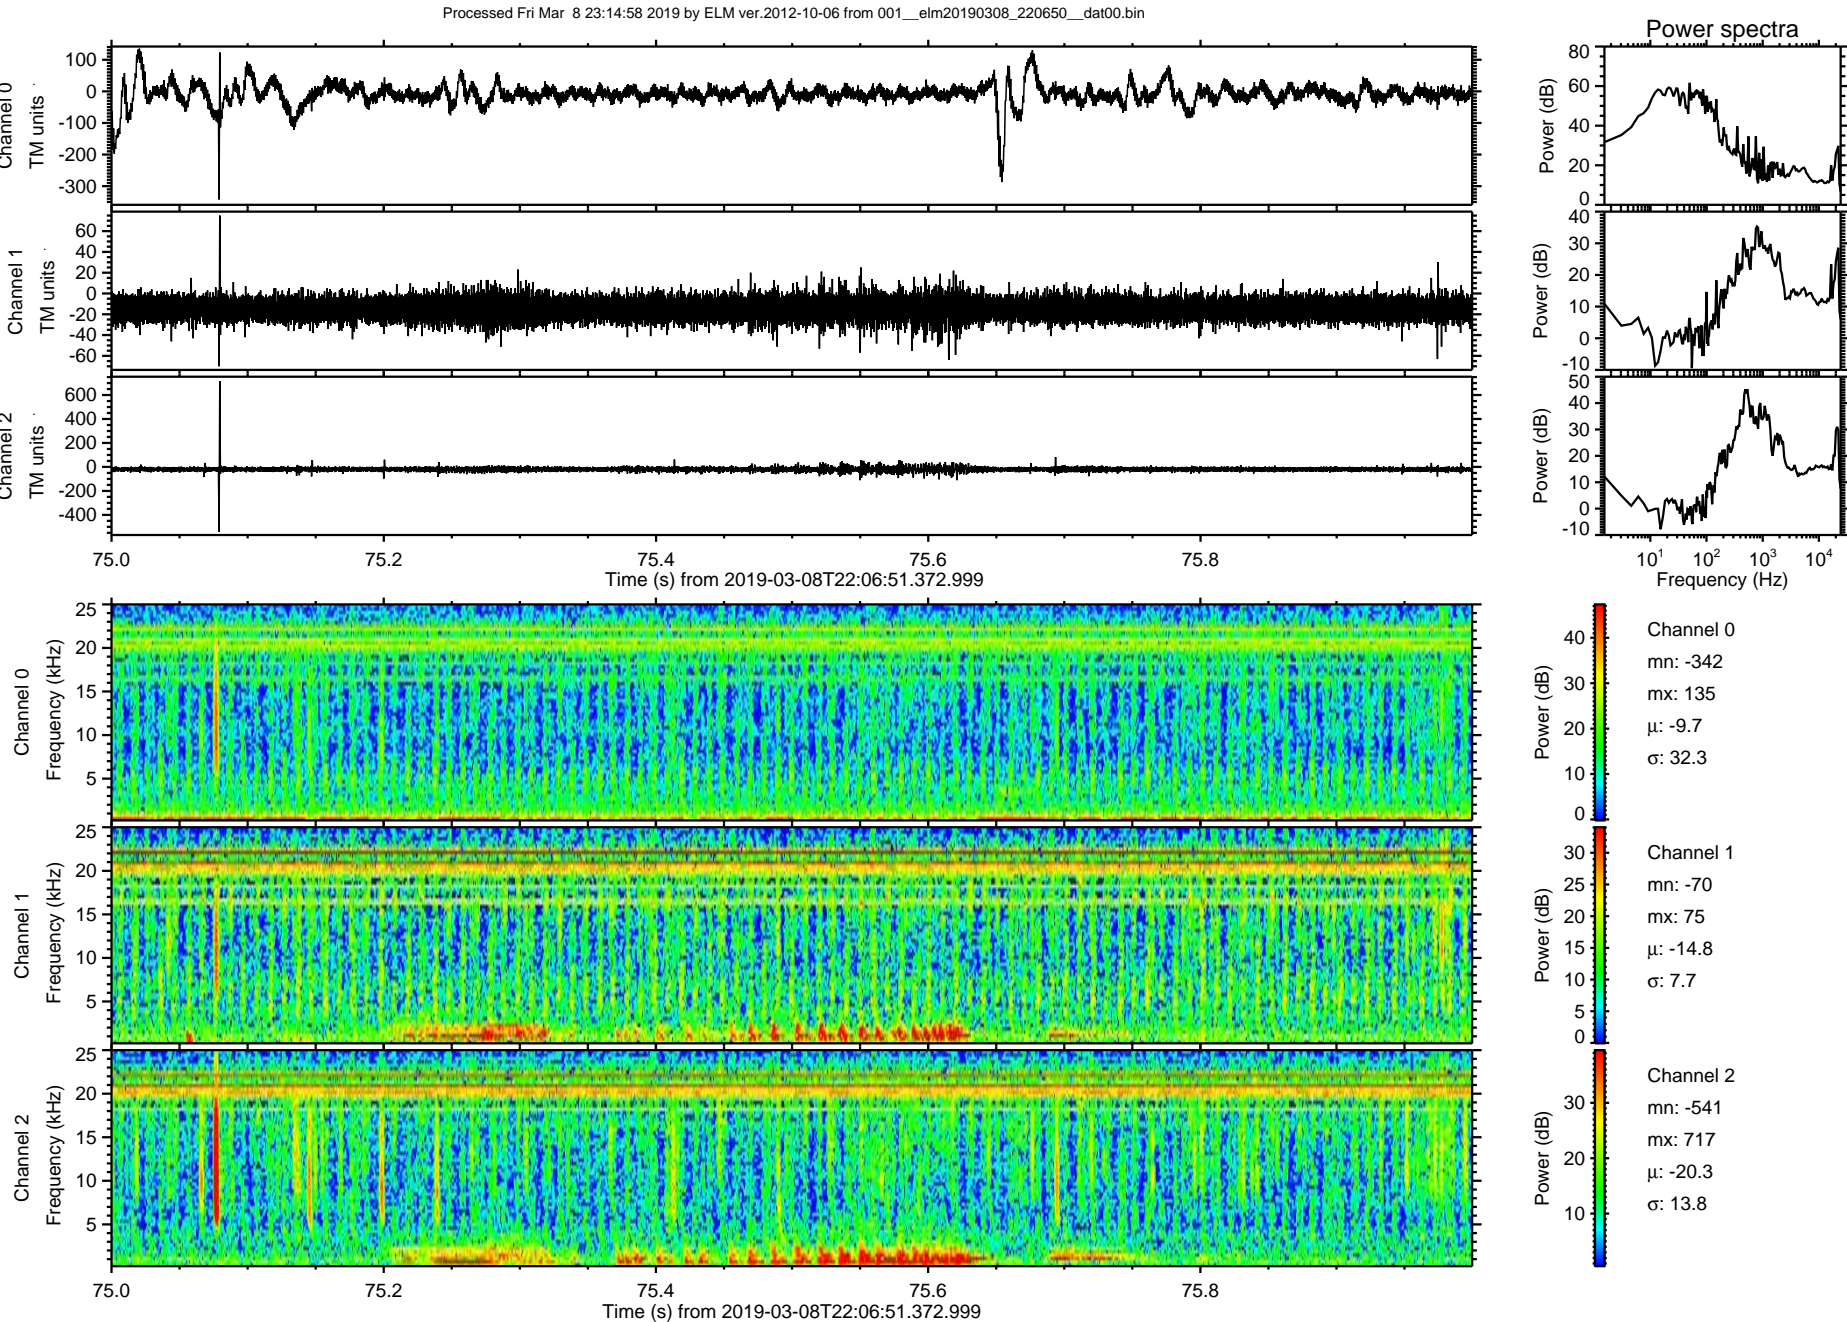 Processed Fri Mar  8 23:14:58 2019 by ELM ver.2012-10-06 from 001__elm20190308_220650__dat00.bin
Power spectra
Channel 0
TM units
100
0
-100
-200
-300
Power (dB)
80
60
40
20
0
Channel 1
TM units
60
40
20
0
-20
-40
-60
Power (dB)
40
30
20
10
0
-10
Channel 2
TM units
600
400
200
0
-200
-400
Power (dB)
50
40
30
20
10
0
-10
75.0 75.2 75.4 75.6 75.8
Time (s) from 2019-03-08T22:06:51.372.999
10^1 10^2 10^3 10^4
Frequency (Hz)
Channel 0
Frequency (kHz)
25
20
15
10
5
Power (dB)
40
30
20
10
0
Channel 0
mn: -342
mx: 135
µ: -9.7
σ: 32.3
Channel 1
Frequency (kHz)
25
20
15
10
5
Power (dB)
30
25
20
15
10
5
0
Channel 1
mn: -70
mx: 75
µ: -14.8
σ: 7.7
Channel 2
Frequency (kHz)
25
20
15
10
5
Power (dB)
30
20
10
Channel 2
mn: -541
mx: 717
µ: -20.3
σ: 13.8
75.0 75.2 75.4 75.6 75.8
Time (s) from 2019-03-08T22:06:51.372.999